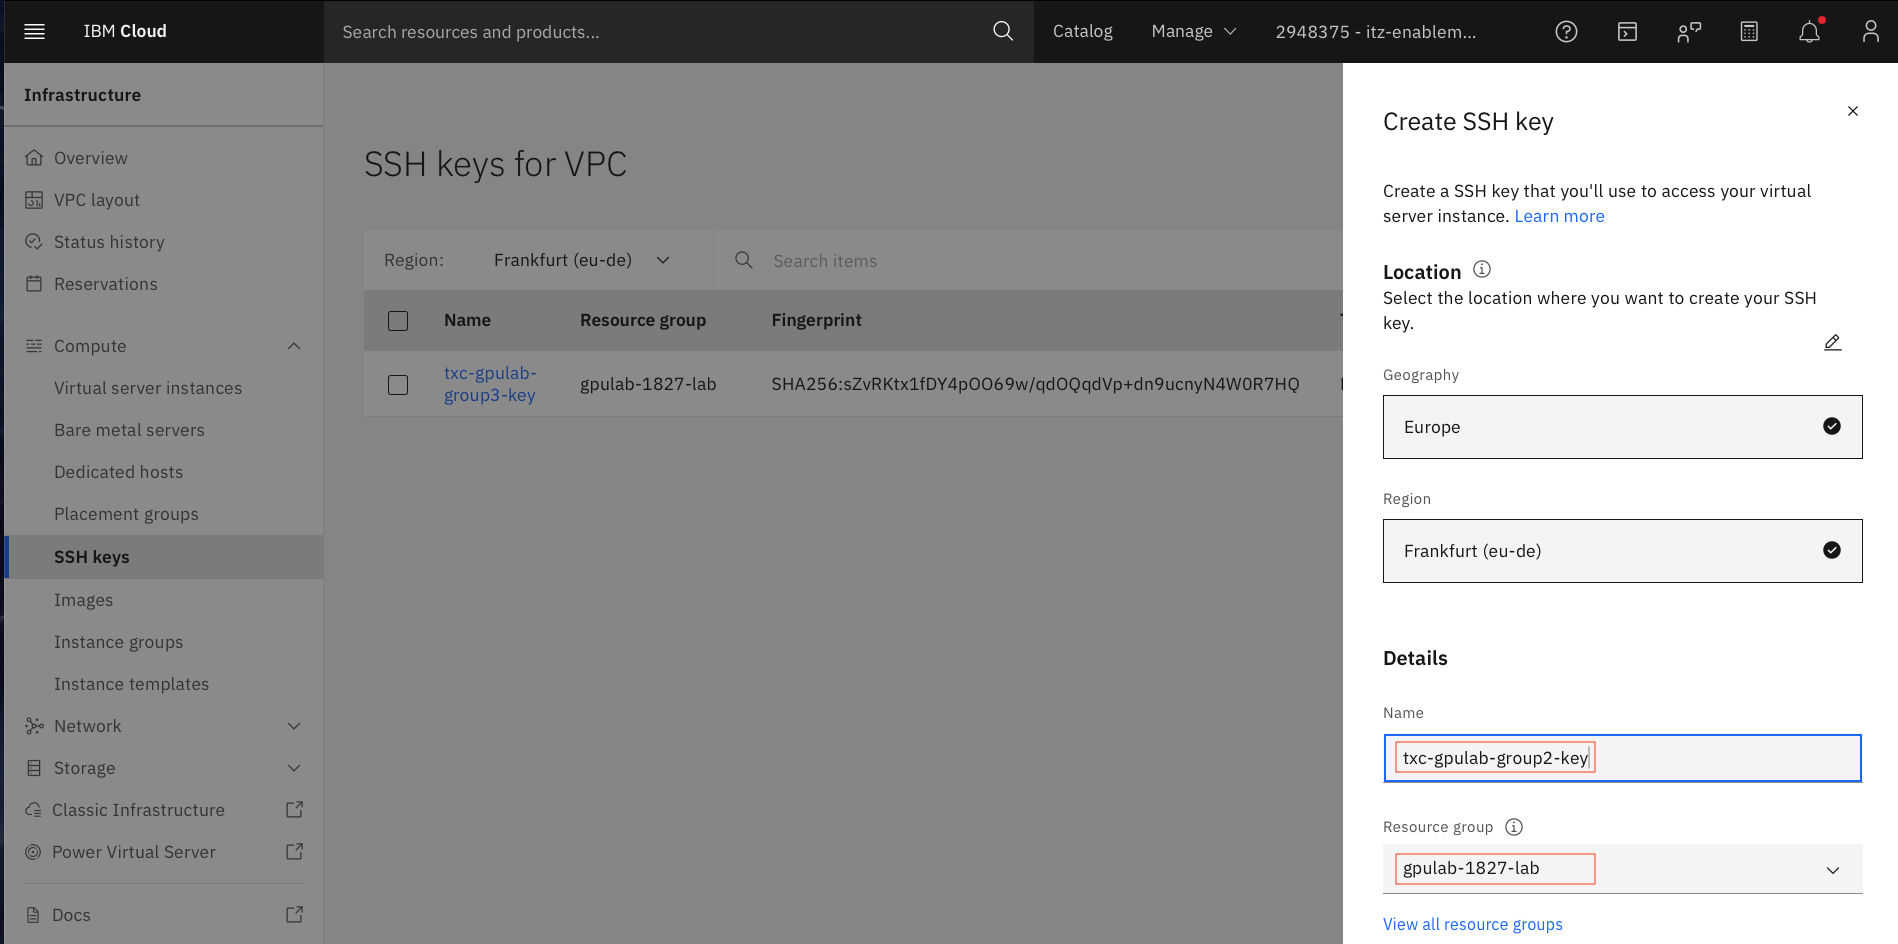 IBM Cloud
Search resources and products...
Catalog
Manage
2948375 - itz-enablem...
Infrastructure
Overview
VPC layout
Status history
Reservations
Compute
Virtual server instances
Bare metal servers
Dedicated hosts
Placement groups
SSH keys
Images
Instance groups
Instance templates
Network
Storage
Classic Infrastructure
Power Virtual Server
Docs
SSH keys for VPC
Region: Frankfurt (eu-de)
Search items
Name Resource group Fingerprint
txc-gpulab-
group3-key
gpulab-1827-lab
SHA256:sZvRKtx1fDY4pOO69w/qdOQqdVp+dn9ucnyN4W0R7HQ
Create SSH key
Create a SSH key that you'll use to access your virtual
server instance. Learn more
Location
Select the location where you want to create your SSH
key.
Geography
Europe
Region
Frankfurt (eu-de)
Details
Name
txc-gpulab-group2-key
Resource group
gpulab-1827-lab
View all resource groups